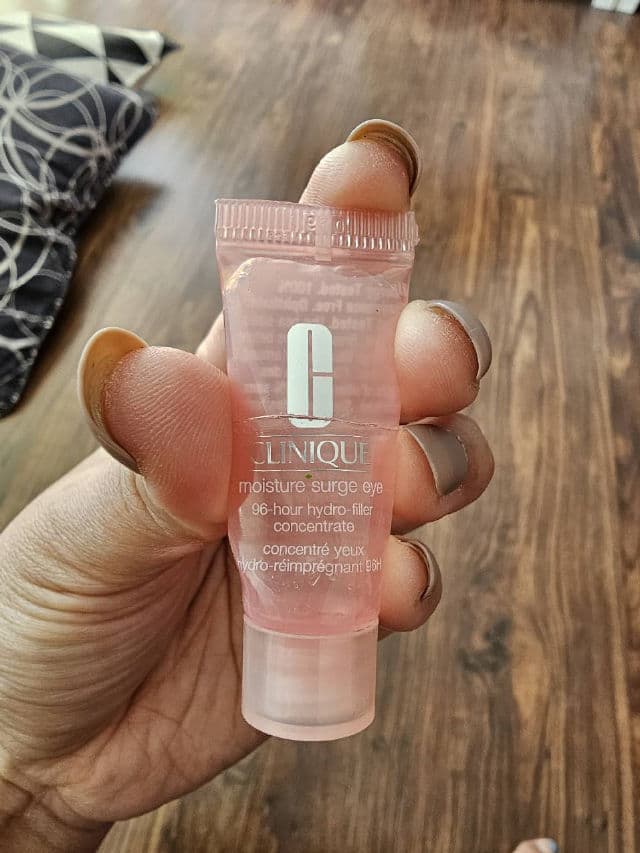 CLINIQUE
moisture surge eye
96-hour hydro-filler
concentrate
concentré yeux
hydro-réimprégnant 96H